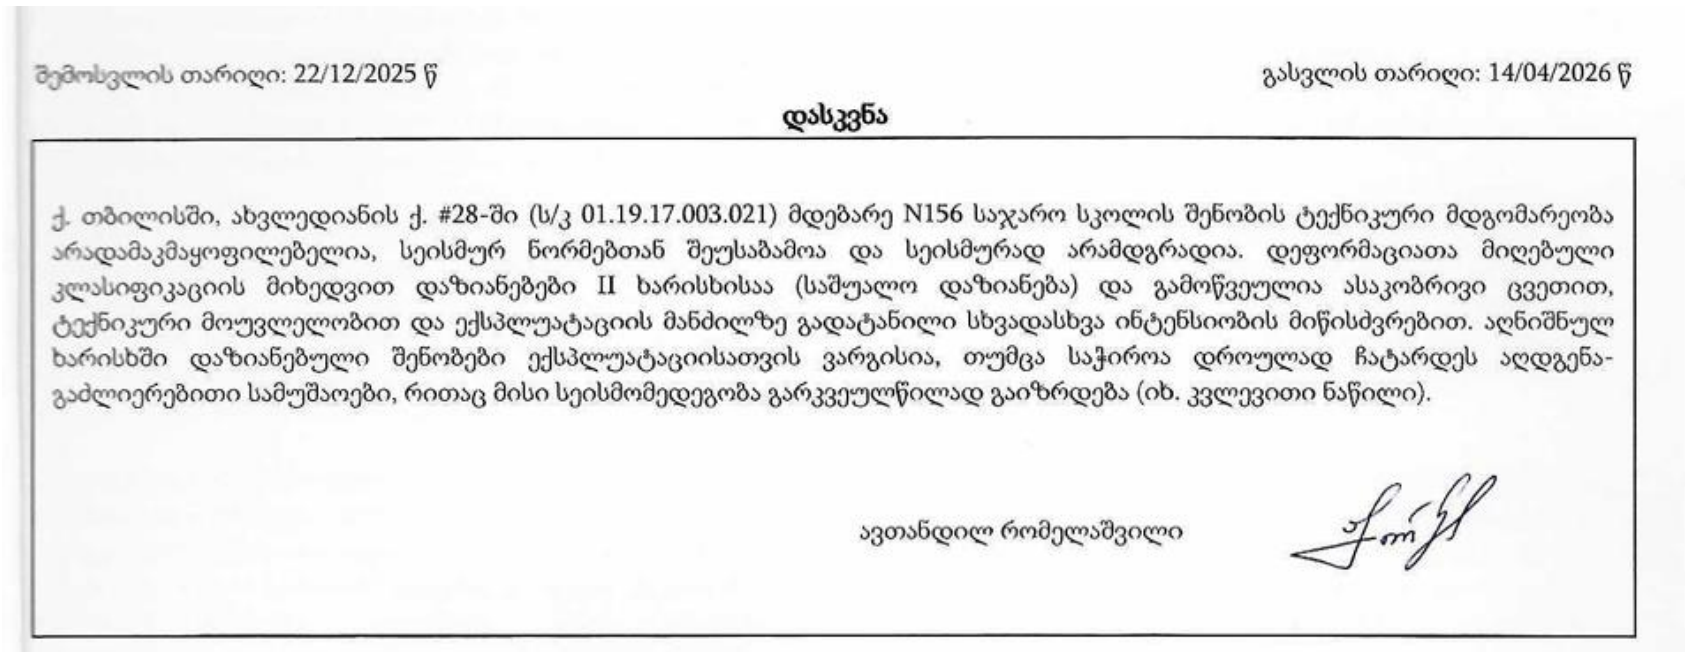 შემოსვლის თარიღი: 22/12/2025 წ
გასვლის თარიღი: 14/04/2026 წ
დასკვნა
ქ. თბილისში, ახვლედიანის ქ. #28-ში (ს/კ 01.19.17.003.021) მდებარე N156 საჯარო სკოლის შენობის ტექნიკური მდგომარეობა
არადამაკმაყოფილებელია, სეისმურ ნორმებთან შეუსაბამოა და სეისმურად არამდგრადია. დეფორმაციათა მიღებული
კლასიფიკაციის მიხედვით დაზიანებები II ხარისხისაა (საშუალო დაზიანება) და გამოწვეულია ასაკობრივი ცვეთით,
ტექნიკური მოუვლელობით და ექსპლუატაციის მანძილზე გადატანილი სხვადასხვა ინტენსიობის მიწისძვრებით. აღნიშნულ
ხარისხში დაზიანებული შენობები ექსპლუატაციისათვის ვარგისია, თუმცა საჭიროა დროულად ჩატარდეს აღდგენა-
გაძლიერებითი სამუშაოები, რითაც მისი სეისმომედეგობა გარკვეულწილად გაიზრდება (იხ. კვლევითი ნაწილი).
ავთანდილ რომელაშვილი